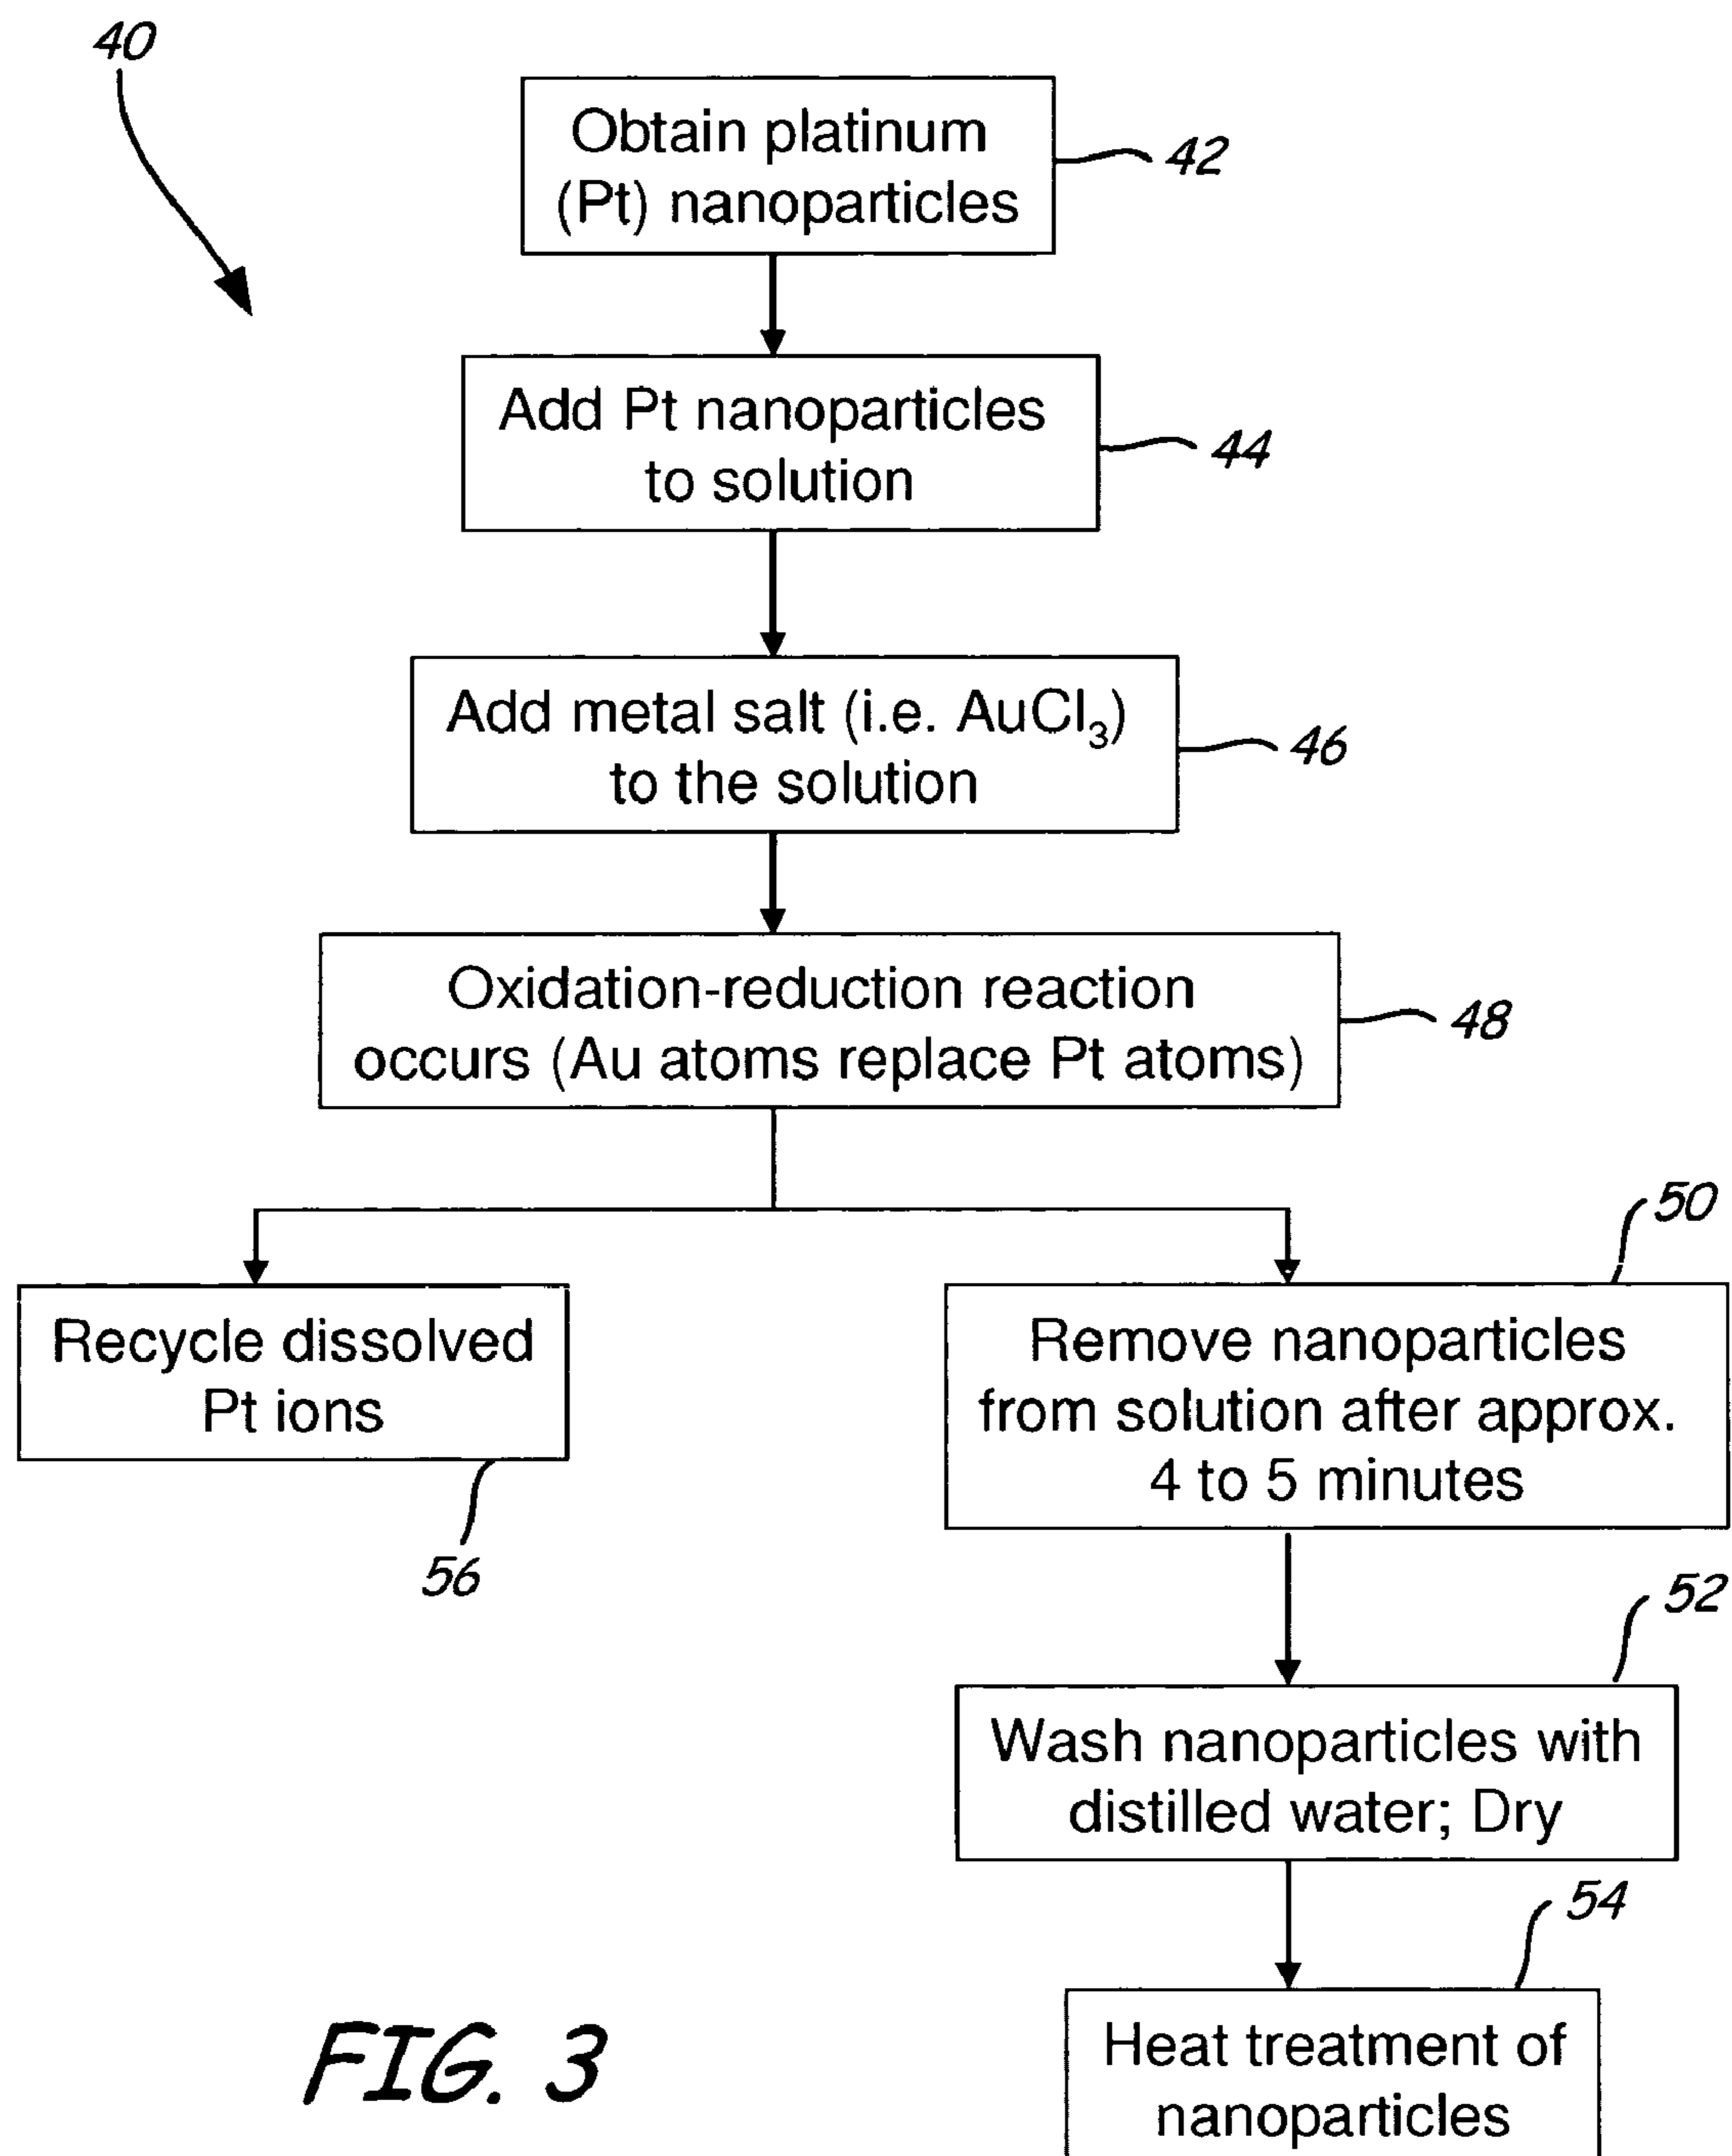 40
Obtain platinum
(Pt) nanoparticles
42
Add Pt nanoparticles
to solution
44
Add metal salt (i.e. AuCl₃)
to the solution
46
Oxidation-reduction reaction
occurs (Au atoms replace Pt atoms)
48
Recycle dissolved
Pt ions
56
50
Remove nanoparticles
from solution after approx.
4 to 5 minutes
52
Wash nanoparticles with
distilled water; Dry
54
Heat treatment of
nanoparticles
FIG. 3